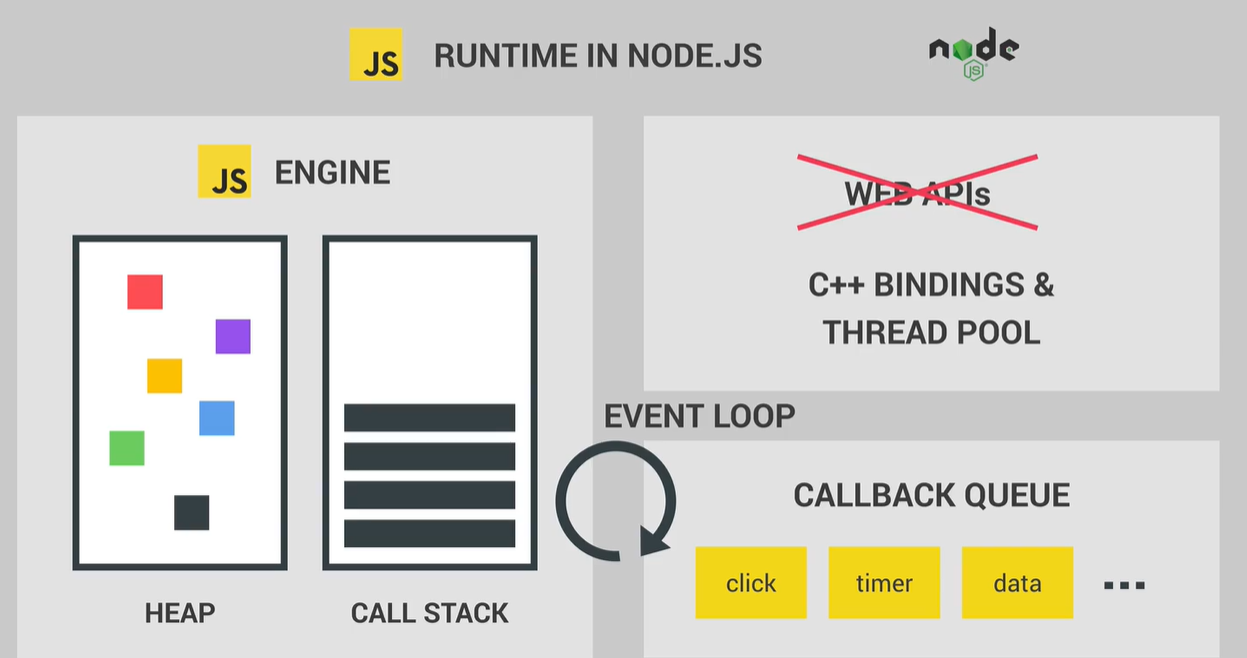 JS RUNTIME IN NODE.JS
node
JS
JS ENGINE
WEB APIs
C++ BINDINGS &
THREAD POOL
EVENT LOOP
CALLBACK QUEUE
click timer data ...
HEAP CALL STACK